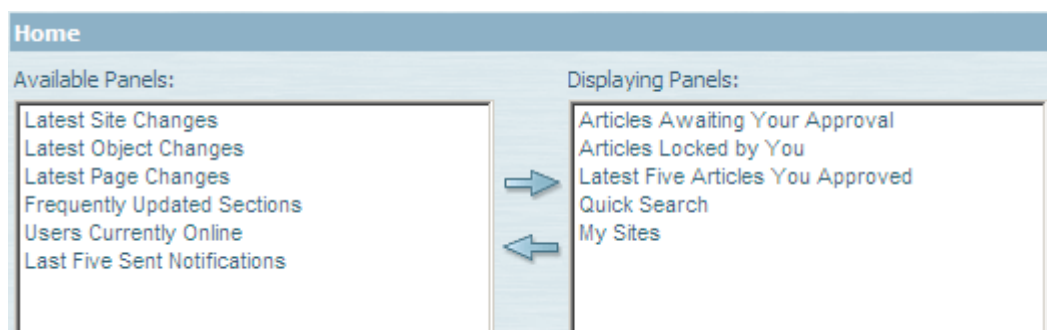 Home
Available Panels:
Latest Site Changes
Latest Object Changes
Latest Page Changes
Frequently Updated Sections
Users Currently Online
Last Five Sent Notifications
Displaying Panels:
Articles Awaiting Your Approval
Articles Locked by You
Latest Five Articles You Approved
Quick Search
My Sites